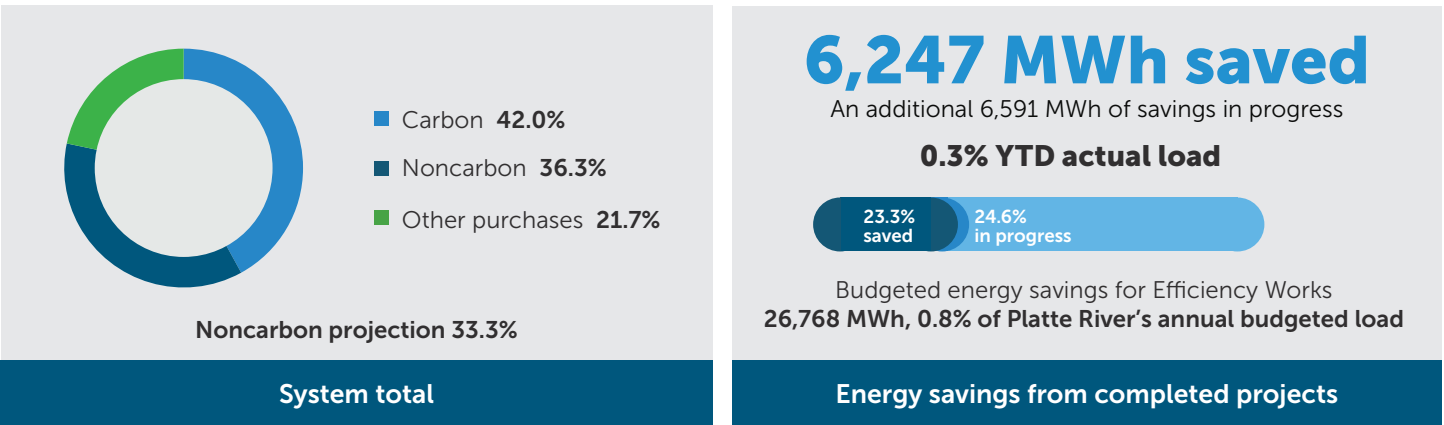 Carbon 42.0%
Noncarbon 36.3%
Other purchases 21.7%
Noncarbon projection 33.3%
System total
6,247 MWh saved
An additional 6,591 MWh of savings in progress
0.3% YTD actual load
23.3%
saved
24.6%
in progress
Budgeted energy savings for Efficiency Works
26,768 MWh, 0.8% of Platte River’s annual budgeted load
Energy savings from completed projects